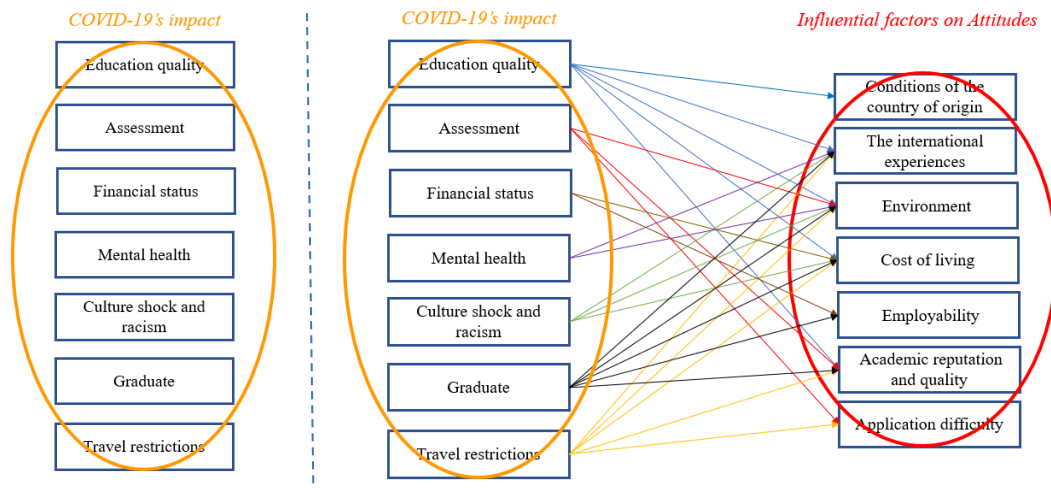 COVID-19's impact
Education quality
Assessment
Financial status
Mental health
Culture shock and
racism
Graduate
Travel restrictions
COVID-19's impact
Education quality
Assessment
Financial status
Mental health
Culture shock and
racism
Graduate
Travel restrictions
Influential factors on Attitudes
Conditions of the
country of origin
The international
experiences
Environment
Cost of living
Employability
Academic reputation
and quality
Application difficulty